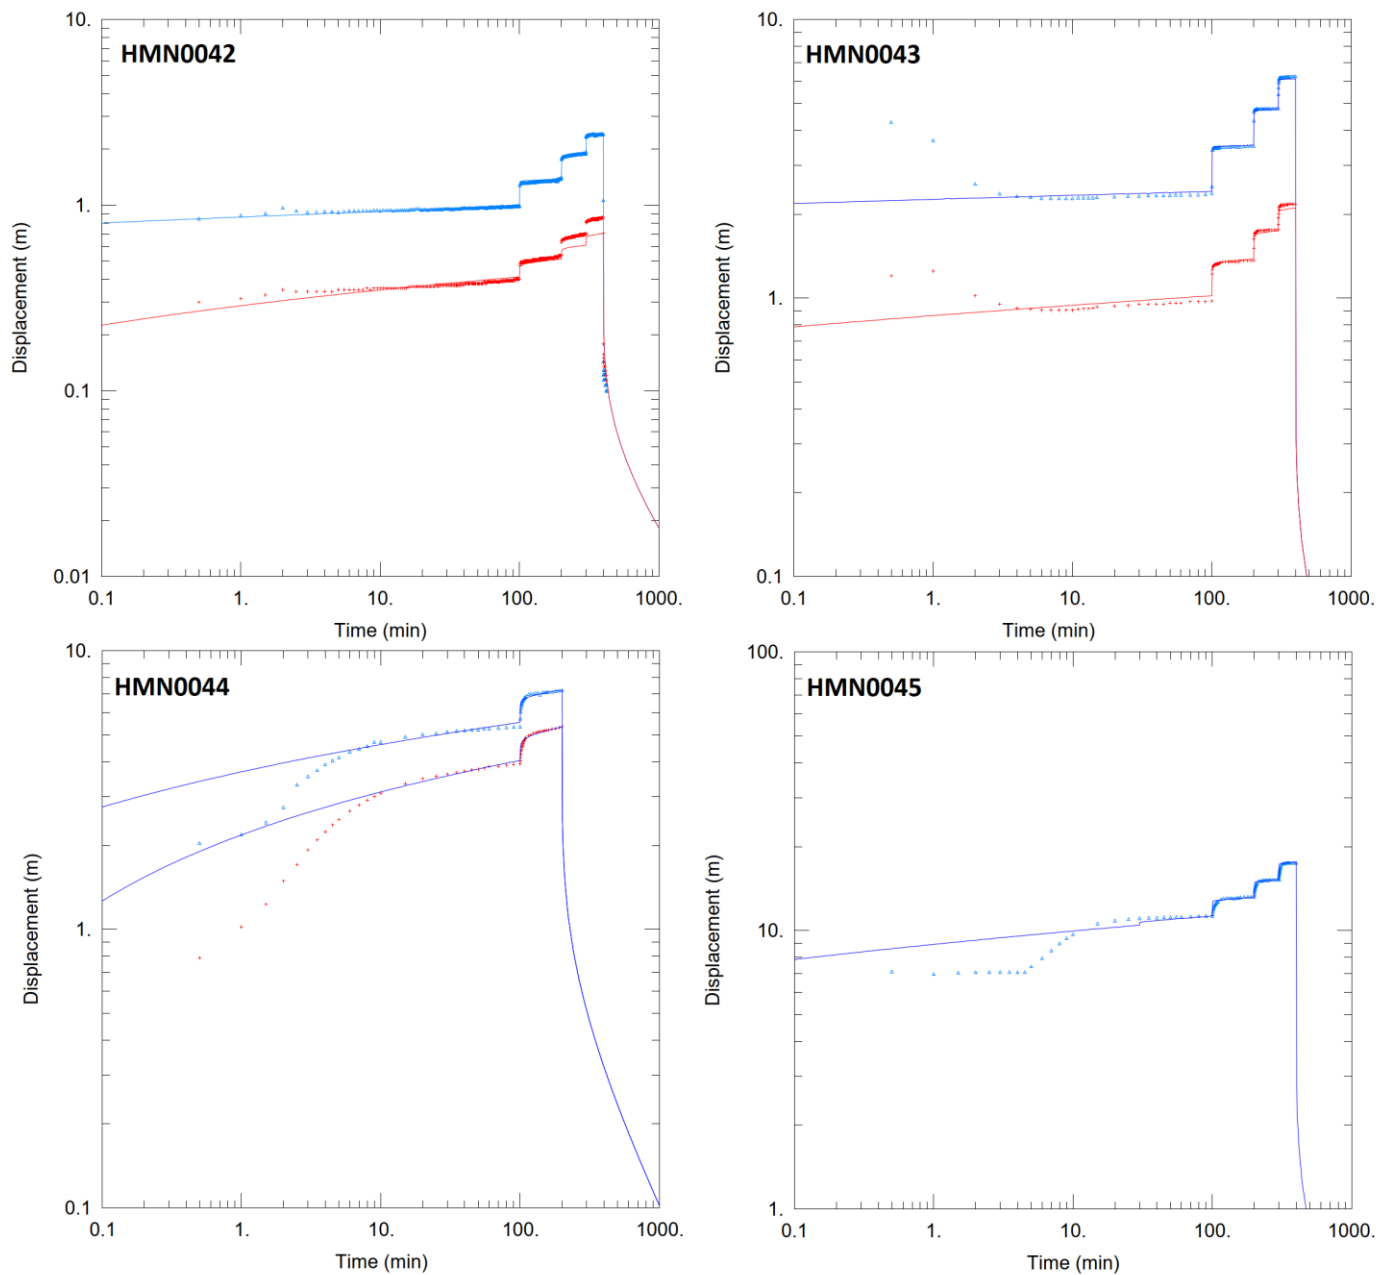 10.
HMN0042
1.
0.1
0.01
Displacement (m)
0.1
1.
10.
100.
1000.
Time (min)
10.
HMN0043
1.
0.1
Displacement (m)
0.1
1.
10.
100.
1000.
Time (min)
10.
HMN0044
1.
0.1
Displacement (m)
0.1
1.
10.
100.
1000.
Time (min)
100.
HMN0045
10.
1.
Displacement (m)
0.1
1.
10.
100.
1000.
Time (min)